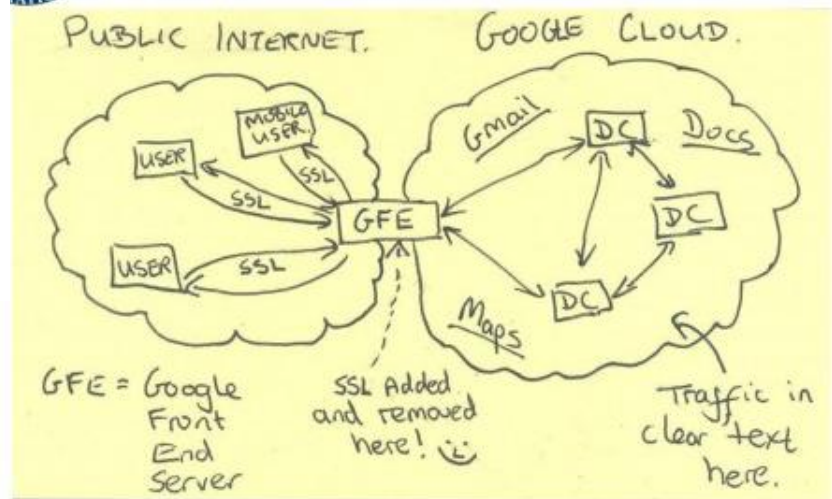 PUBLIC INTERNET.
GOOGLE CLOUD.
MOBILE
USER
USER
SSL
SSL
USER
SSL
GFE
Gmail
DC
Docs
DC
DC
Maps
GFE = Google
Front
End
Server
SSL Added
and removed
here!
Traffic in
clear text
here.